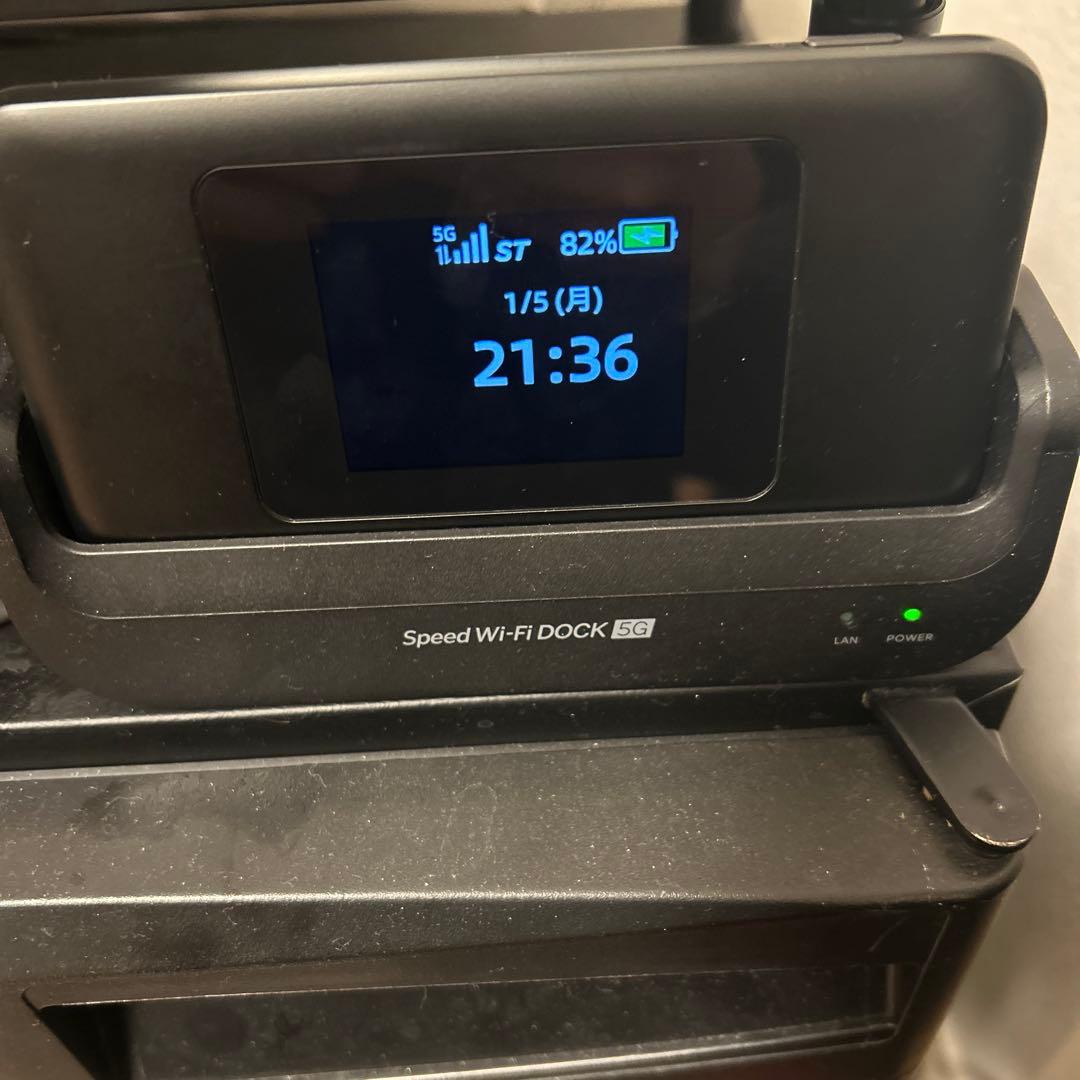 5G ST 82%
1/5 (月)
21:36
Speed Wi-Fi DOCK 5G
LAN POWER